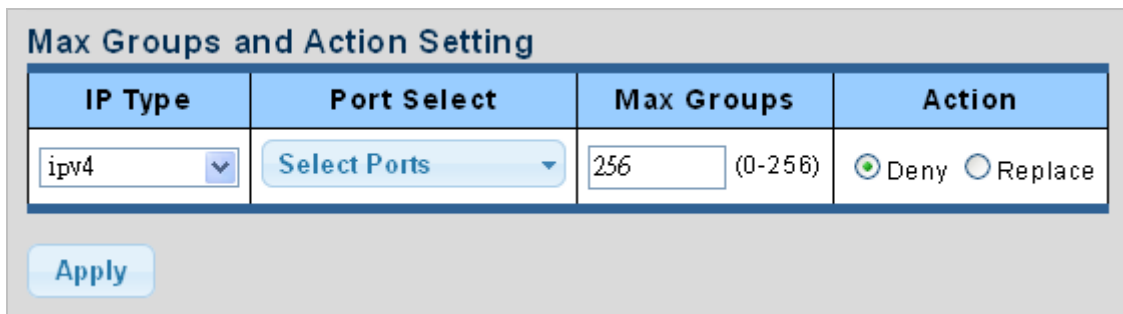 Max Groups and Action Setting
IP Type Port Select Max Groups Action
ipv4 Select Ports 256 (0-256) Deny Replace
Apply